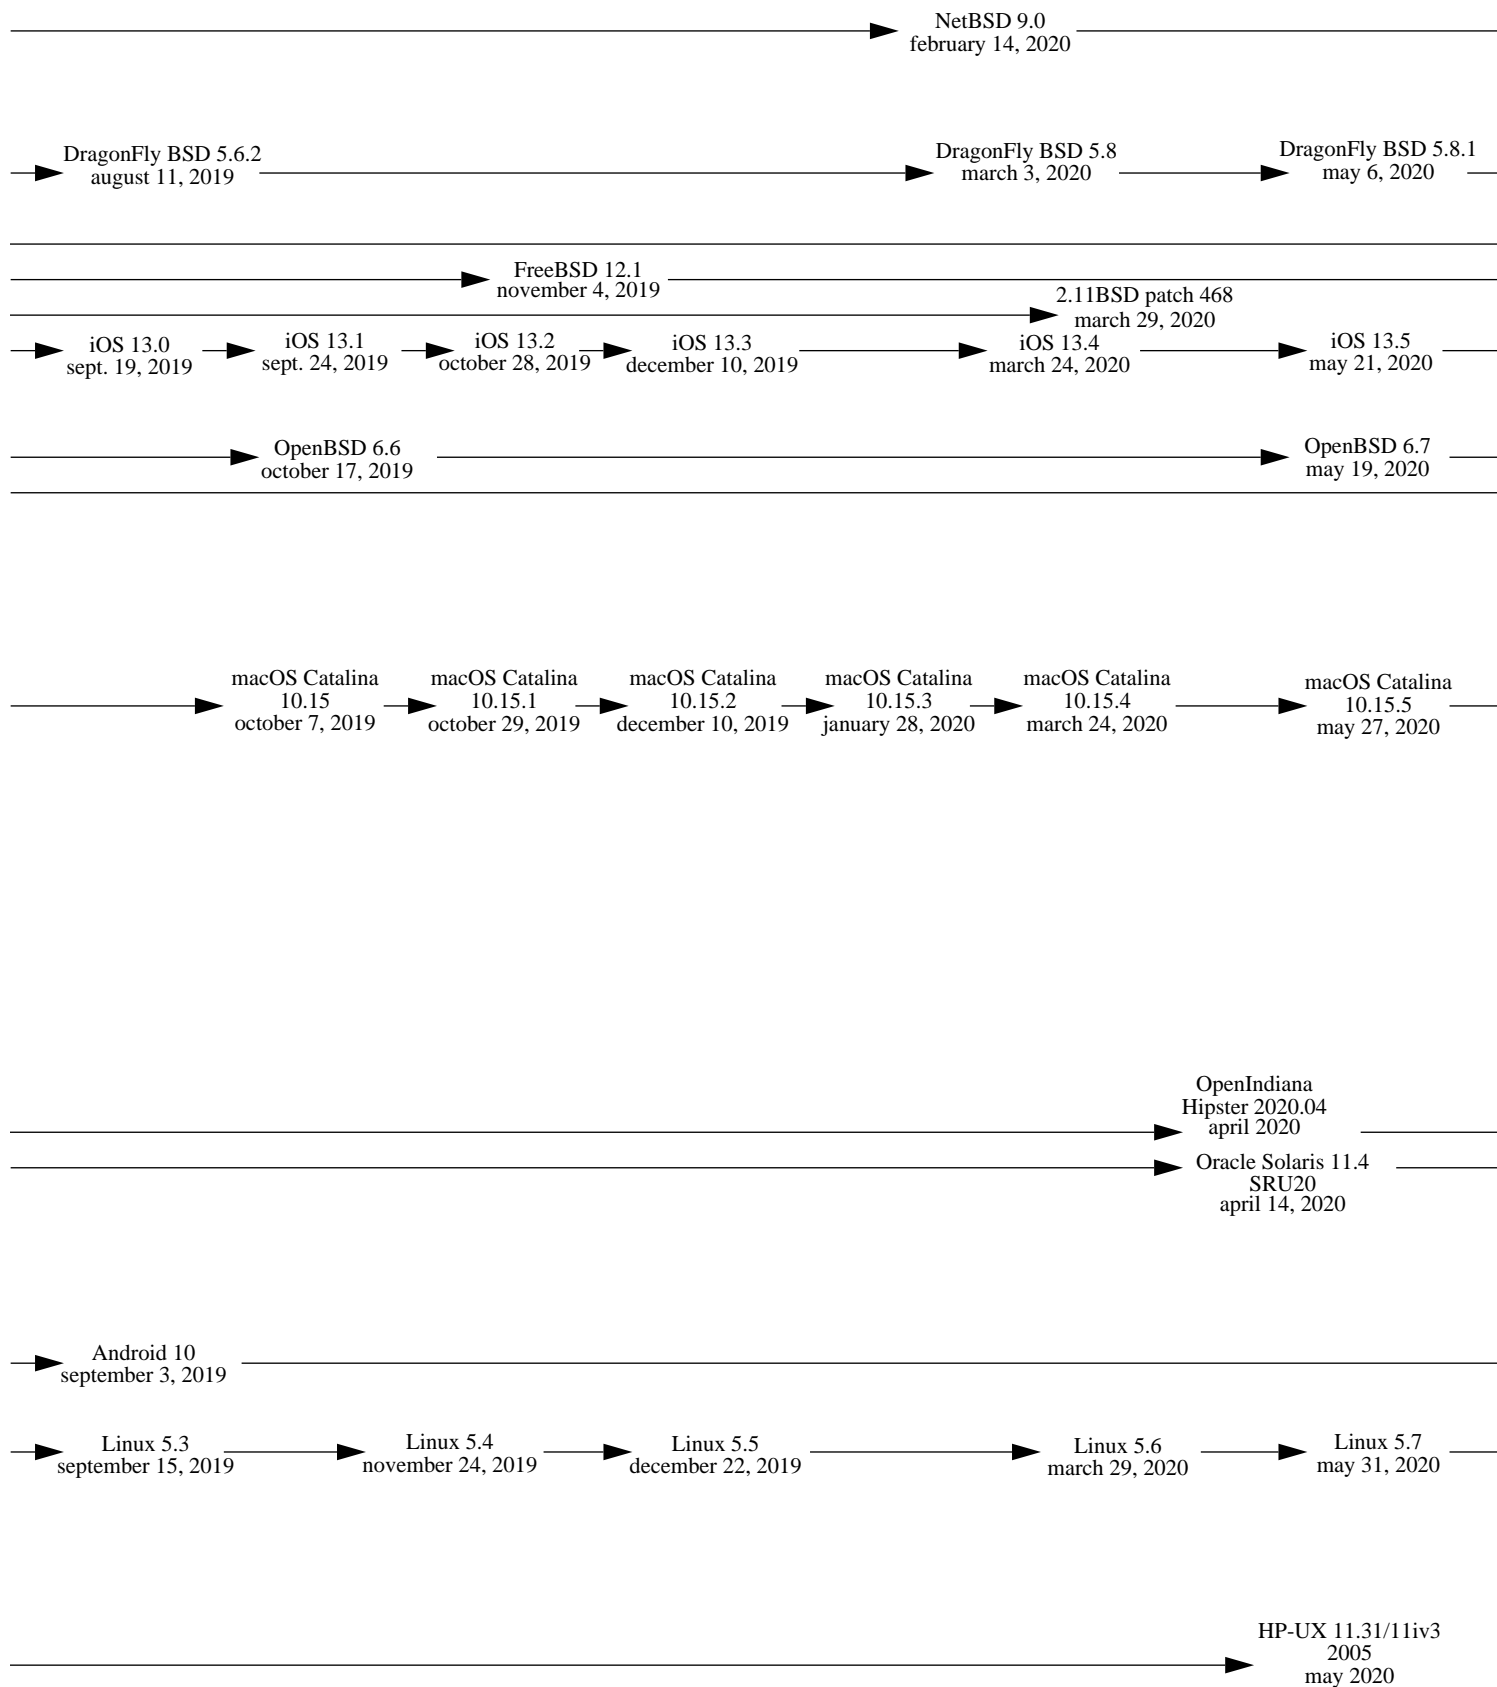 NetBSD 9.0
february 14, 2020
DragonFly BSD 5.6.2
august 11, 2019
DragonFly BSD 5.8
march 3, 2020
DragonFly BSD 5.8.1
may 6, 2020
FreeBSD 12.1
november 4, 2019
2.11BSD patch 468
march 29, 2020
iOS 13.0
sept. 19, 2019
iOS 13.1
sept. 24, 2019
iOS 13.2
october 28, 2019
iOS 13.3
december 10, 2019
iOS 13.4
march 24, 2020
iOS 13.5
may 21, 2020
OpenBSD 6.6
october 17, 2019
OpenBSD 6.7
may 19, 2020
macOS Catalina
10.15
october 7, 2019
macOS Catalina
10.15.1
october 29, 2019
macOS Catalina
10.15.2
december 10, 2019
macOS Catalina
10.15.3
january 28, 2020
macOS Catalina
10.15.4
march 24, 2020
macOS Catalina
10.15.5
may 27, 2020
OpenIndiana
Hipster 2020.04
april 2020
Oracle Solaris 11.4
SRU20
april 14, 2020
Android 10
september 3, 2019
Linux 5.3
september 15, 2019
Linux 5.4
november 24, 2019
Linux 5.5
december 22, 2019
Linux 5.6
march 29, 2020
Linux 5.7
may 31, 2020
HP-UX 11.31/11iv3
2005
may 2020